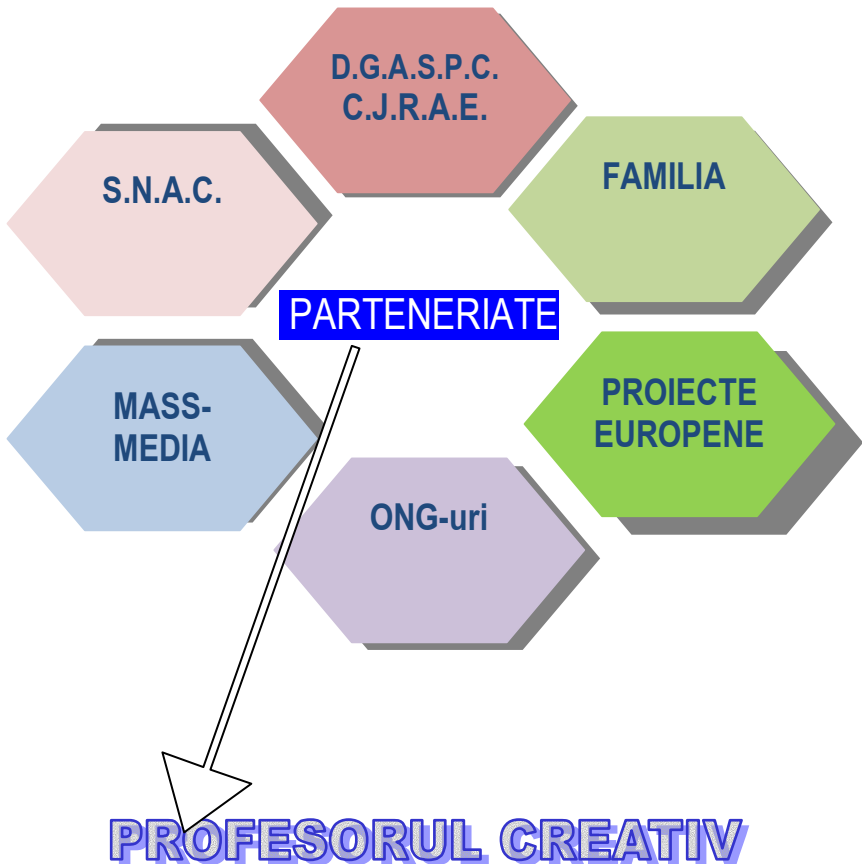 D.G.A.S.P.C.
C.J.R.A.E.
S.N.A.C.
FAMILIA
PARTENERIATE
MASS-
MEDIA
PROIECTE
EUROPENE
ONG-uri
PROFESORUL CREATIV